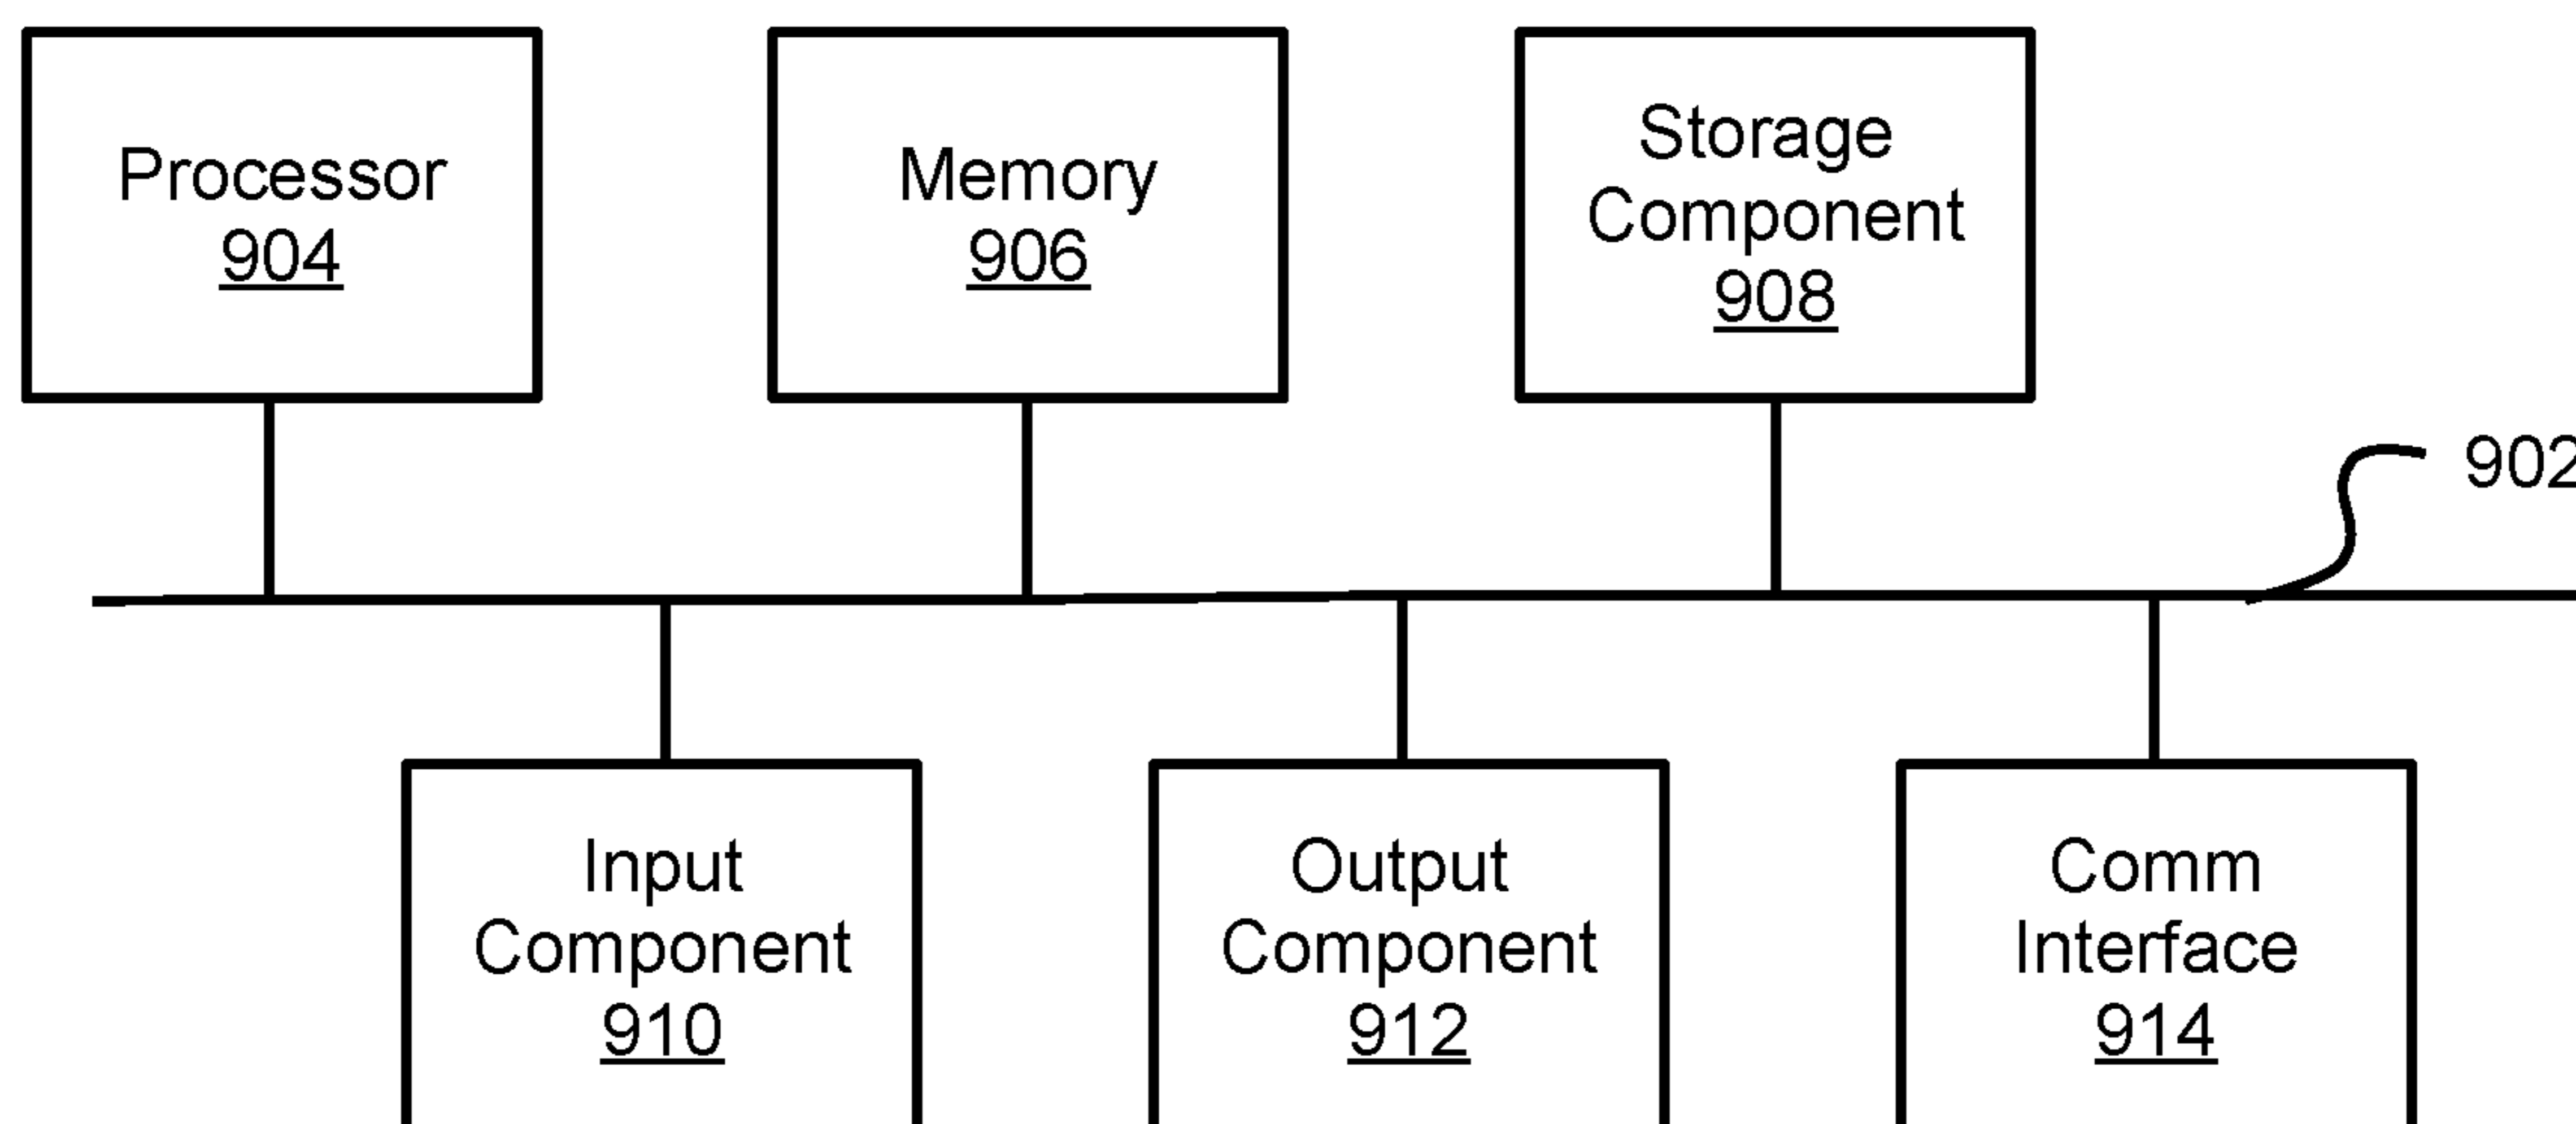 Processor
904
Memory
906
Storage
Component
908
902
Input
Component
910
Output
Component
912
Comm
Interface
914